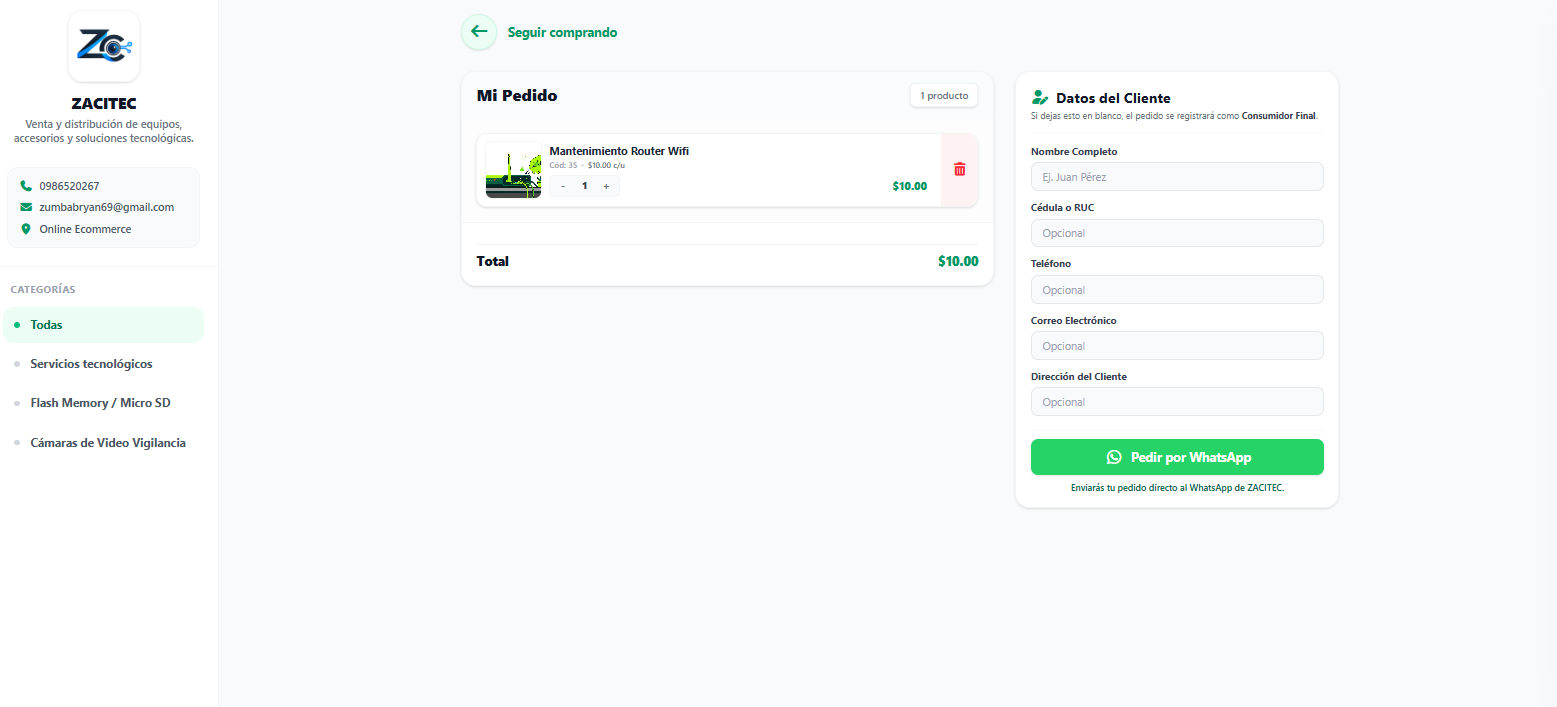 ZC
ZACITEC
Venta y distribución de equipos,
accesorios y soluciones tecnológicas.
0986520267
zumbabryan69@gmail.com
Online Ecommerce
CATEGORÍAS
Todas
Servicios tecnológicos
Flash Memory / Micro SD
Cámaras de Video Vigilancia
Seguir comprando
Mi Pedido
1 producto
Mantenimiento Router Wifi
Cód: 35 - $10.00 c/u
- 1 +
$10.00
Total
$10.00
Datos del Cliente
Si dejas esto en blanco, el pedido se registrará como Consumidor Final.
Nombre Completo
Ej. Juan Pérez
Cédula o RUC
Opcional
Teléfono
Opcional
Correo Electrónico
Opcional
Dirección del Cliente
Opcional
Pedir por WhatsApp
Enviarás tu pedido directo al WhatsApp de ZACITEC.